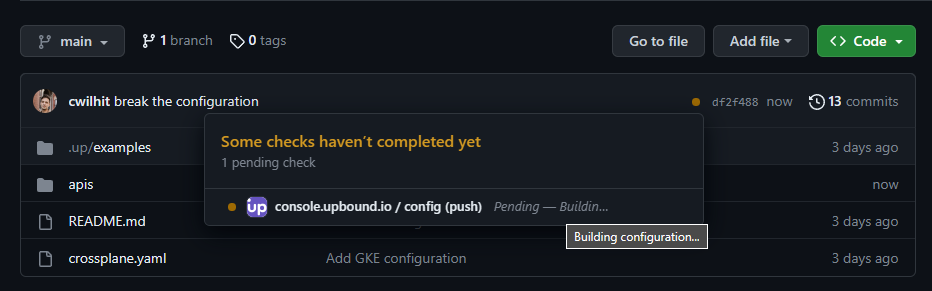 main 1 branch 0 tags Go to file Add file Code
cwilhit break the configuration df2f488 now 13 commits
Some checks haven't completed yet
1 pending check
.up/examples 3 days ago
apis now
up console.upbound.io / config (push) Pending — Buildin…
README.md 3 days ago
Building configuration...
crossplane.yaml Add GKE configuration 3 days ago